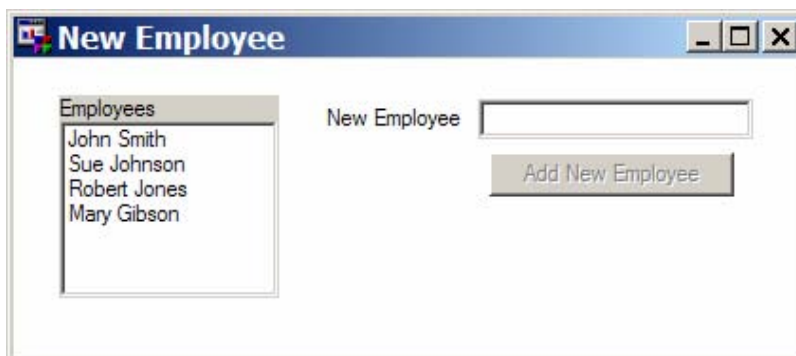 New Employee
Employees
John Smith
Sue Johnson
Robert Jones
Mary Gibson
New Employee
Add New Employee